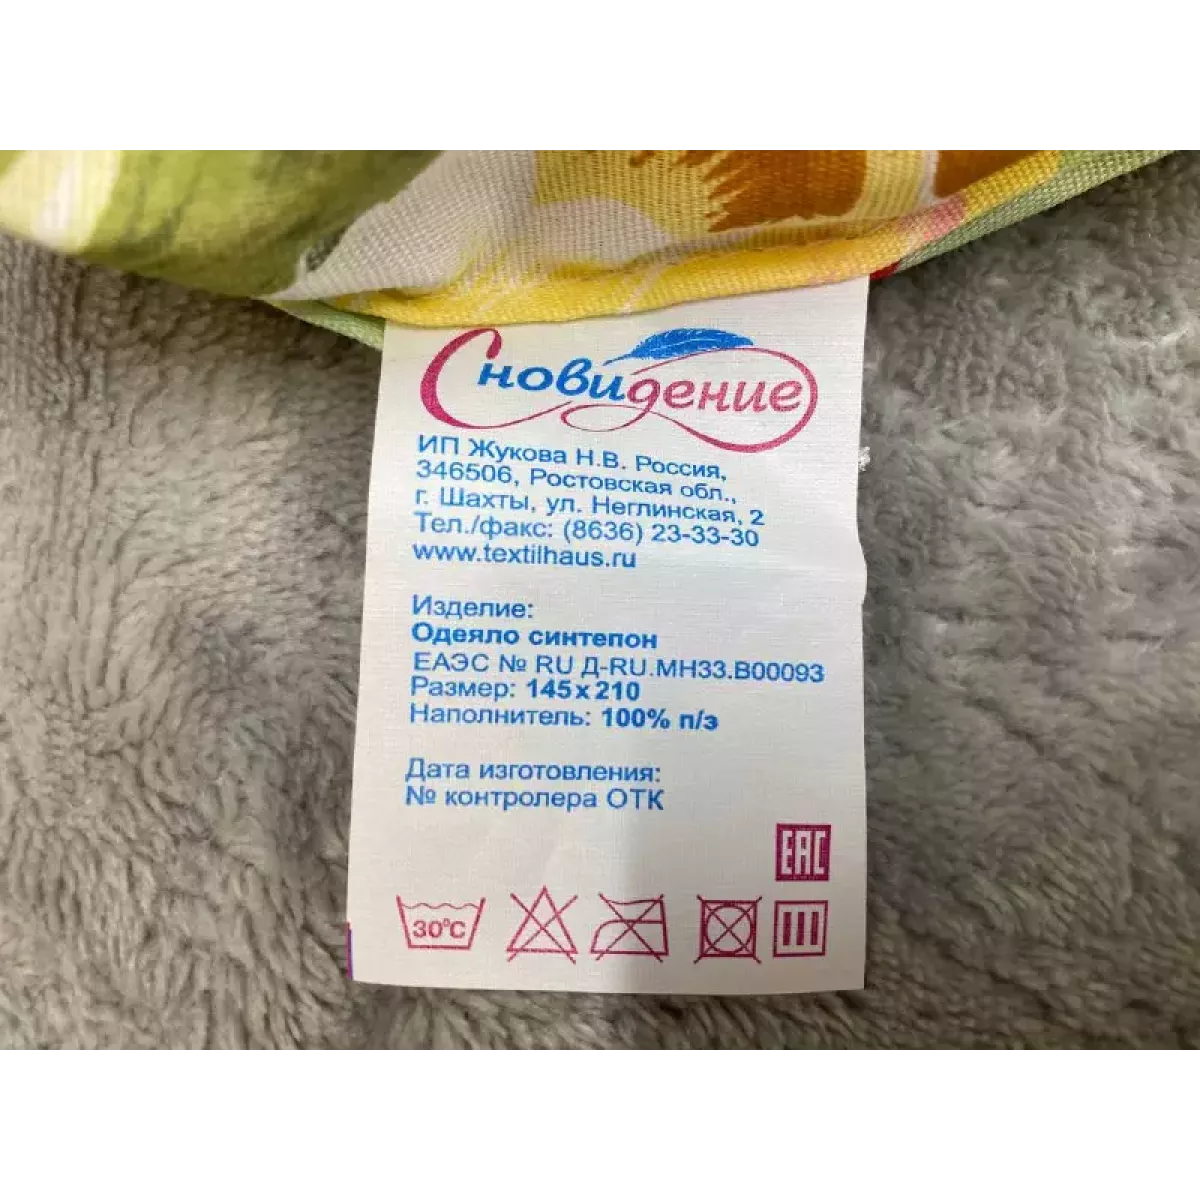 Сновидение
ИП Жукова Н.В. Россия,
346506, Ростовская обл.,
г. Шахты, ул. Неглинская, 2
Тел./факс: (8636) 23-33-30
www.textilhaus.ru
Изделие:
Одеяло синтепон
ЕАЭС № RU Д-RU.МН33.В00093
Размер: 145х210
Наполнитель: 100% п/э
Дата изготовления:
№ контролера ОТК
EAC
30°C